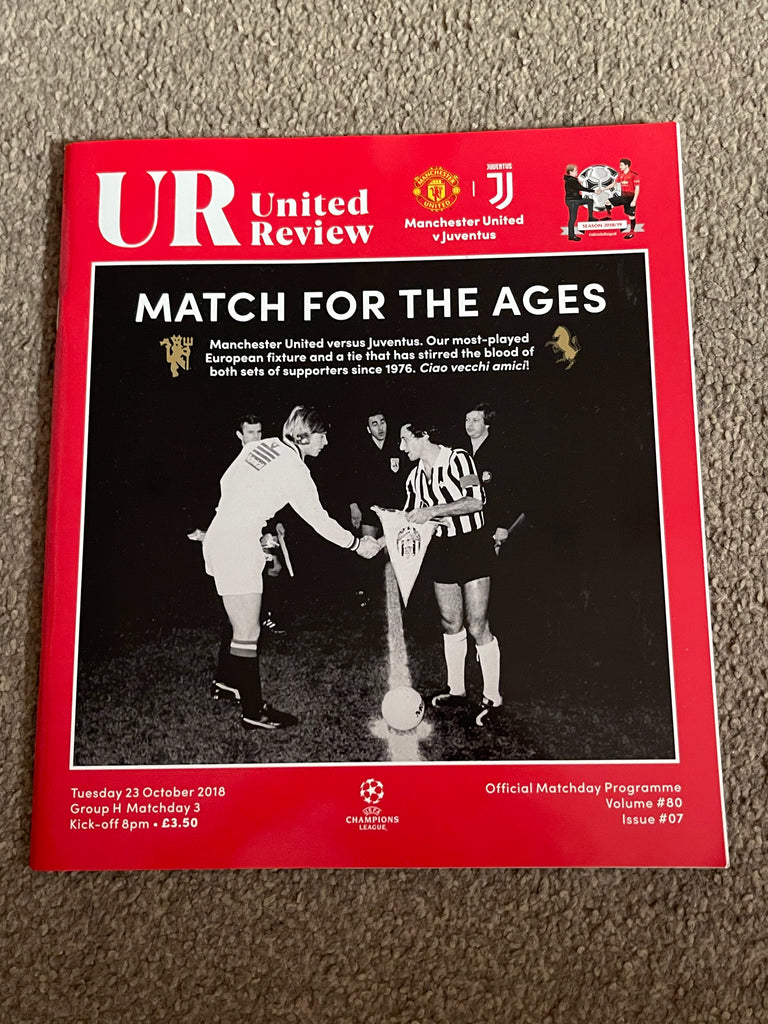 UR United
Review
MANCHESTER
UNITED
JUVENTUS
Manchester United
v Juventus
SEASON 2018/19
MATCH FOR THE AGES
Manchester United versus Juventus. Our most-played
European fixture and a tie that has stirred the blood of
both sets of supporters since 1976. Ciao vecchi amici!
Tuesday 23 October 2018
Group H Matchday 3
Kick-off 8pm • £3.50
UEFA
CHAMPIONS
LEAGUE
Official Matchday Programme
Volume #80
Issue #07